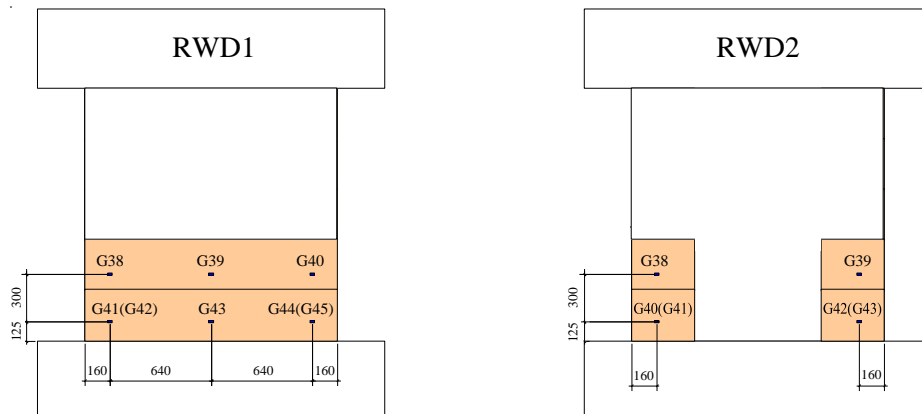 RWD1
RWD2
G38 G39 G40
G38 G39
300
300
G41(G42) G43 G44(G45)
G40(G41) G42(G43)
125
125
160 640 640 160
160 160